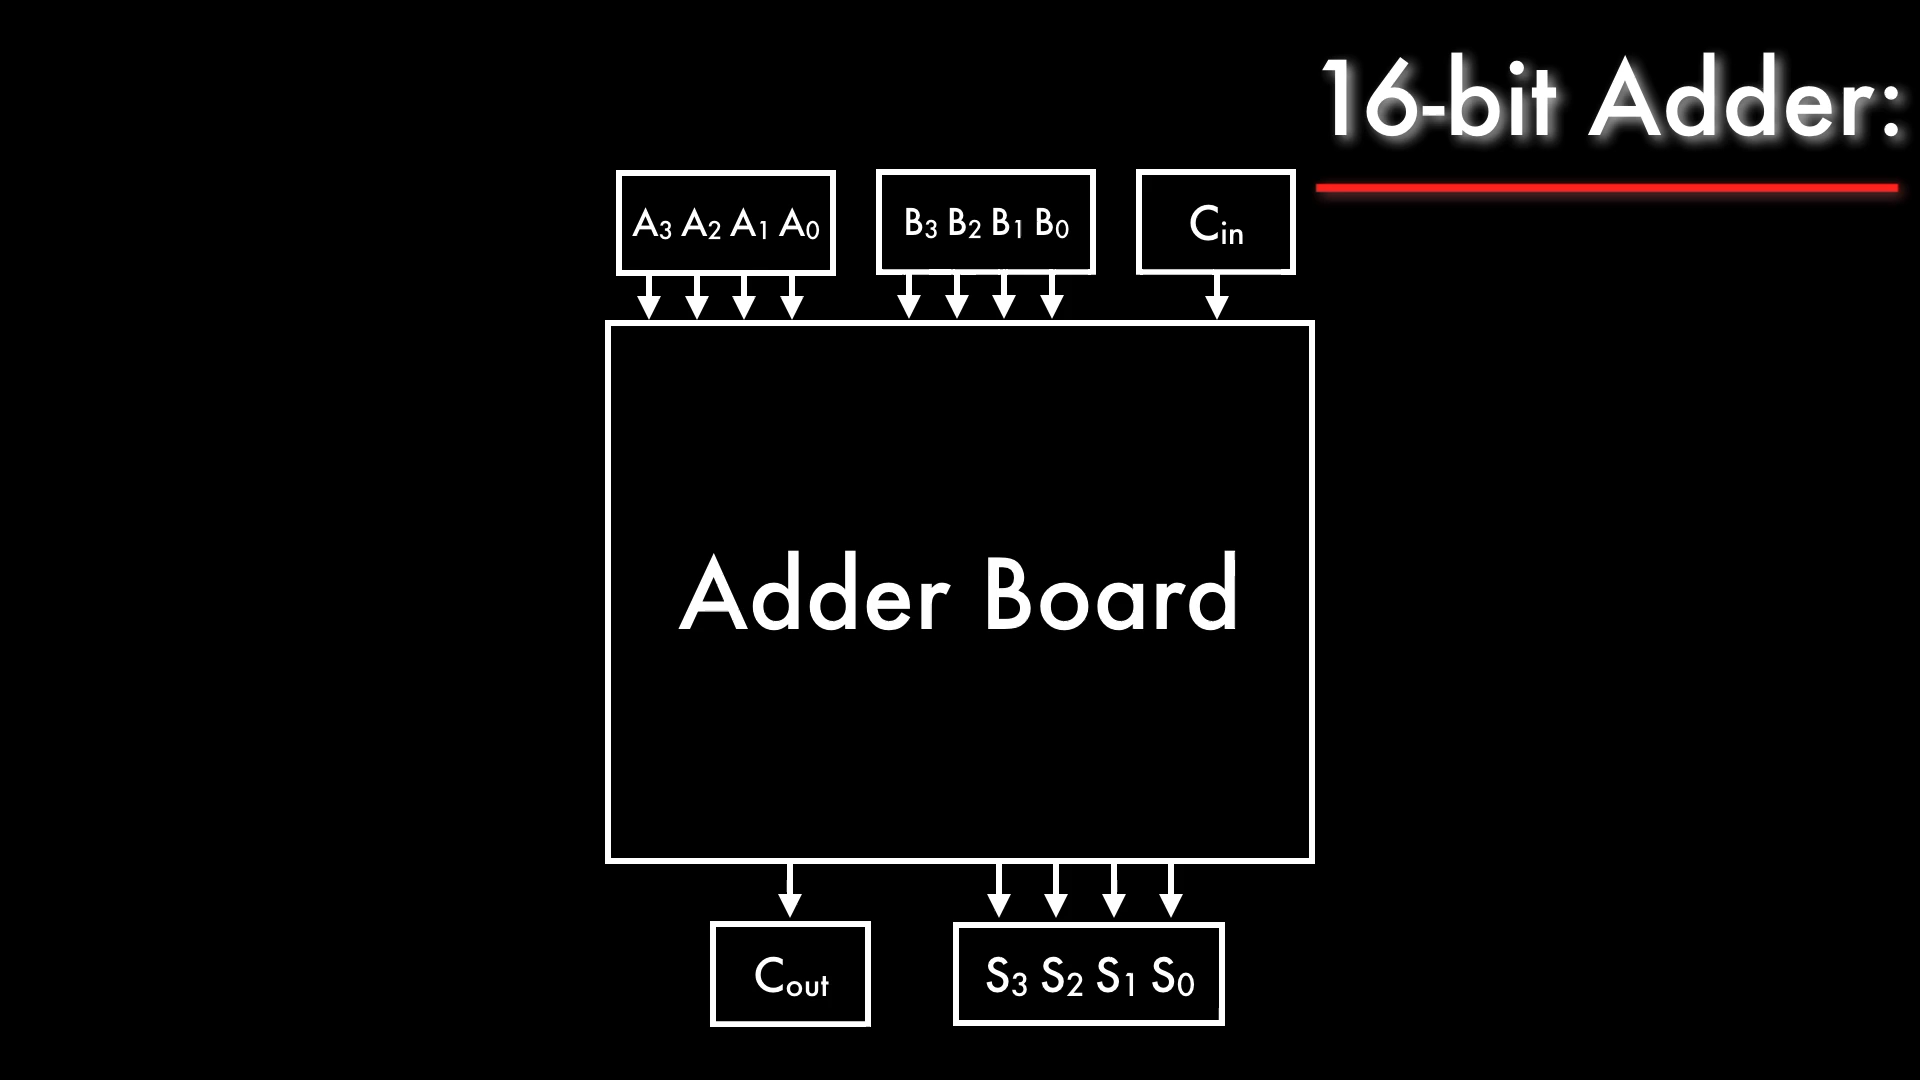 16-bit Adder:
A3 A2 A1 A0
B3 B2 B1 B0
Cin
Adder Board
Cout
S3 S2 S1 S0